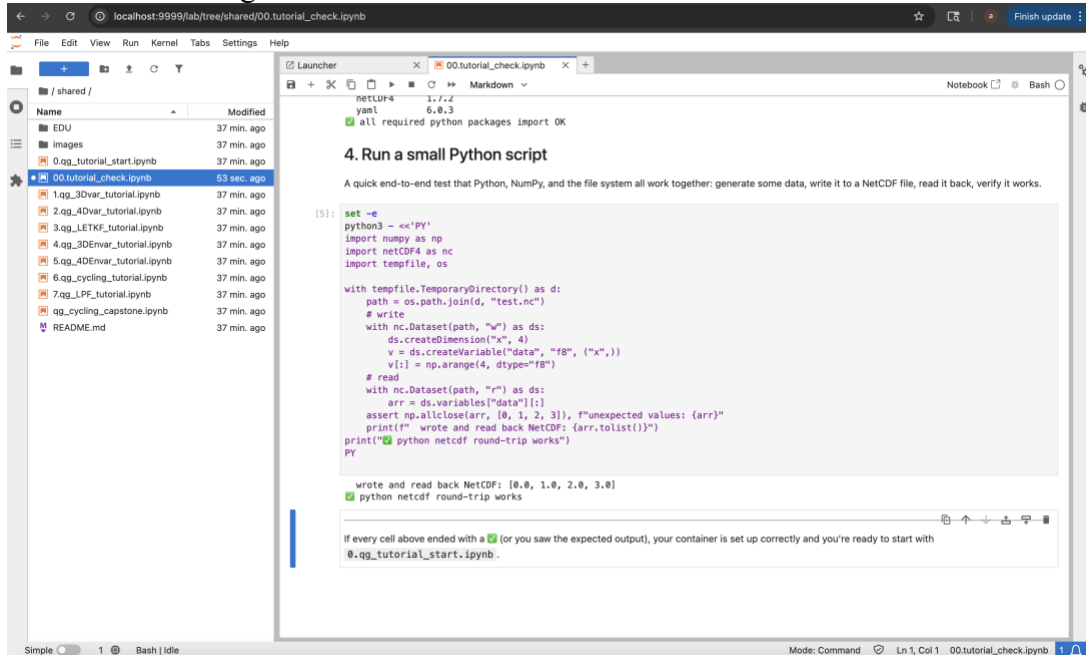 localhost:9999/lab/tree/shared/00.tutorial_check.ipynb
a
Finish update
File Edit View Run Kernel Tabs Settings Help
+
/ shared /
Name Modified
EDU 37 min. ago
images 37 min. ago
0.qg_tutorial_start.ipynb 37 min. ago
00.tutorial_check.ipynb 53 sec. ago
1.qg_3Dvar_tutorial.ipynb 37 min. ago
2.qg_4Dvar_tutorial.ipynb 37 min. ago
3.qg_LETKF_tutorial.ipynb 37 min. ago
4.qg_3DEnvar_tutorial.ipynb 37 min. ago
5.qg_4DEnvar_tutorial.ipynb 37 min. ago
6.qg_cycling_tutorial.ipynb 37 min. ago
7.qg_LPF_tutorial.ipynb 37 min. ago
qg_cycling_capstone.ipynb 37 min. ago
README.md 37 min. ago
Launcher 00.tutorial_check.ipynb
Markdown Notebook Bash
netCDF4 1.7.2
yaml 6.0.3
✅ all required python packages import OK
4. Run a small Python script
A quick end-to-end test that Python, NumPy, and the file system all work together: generate some data, write it to a NetCDF file, read it back, verify it works.
[5]: set -e
python3 - <<'PY'
import numpy as np
import netCDF4 as nc
import tempfile, os
with tempfile.TemporaryDirectory() as d:
path = os.path.join(d, "test.nc")
# write
with nc.Dataset(path, "w") as ds:
ds.createDimension("x", 4)
v = ds.createVariable("data", "f8", ("x",))
v[:] = np.arange(4, dtype="f8")
# read
with nc.Dataset(path, "r") as ds:
arr = ds.variables["data"][:]
assert np.allclose(arr, [0, 1, 2, 3]), f"unexpected values: {arr}"
print(f" wrote and read back NetCDF: {arr.tolist()}")
print("✅ python netcdf round-trip works")
PY
wrote and read back NetCDF: [0.0, 1.0, 2.0, 3.0]
✅ python netcdf round-trip works
If every cell above ended with a ✅ (or you saw the expected output), your container is set up correctly and you're ready to start with
0.qg_tutorial_start.ipynb .
Simple 1 Bash | Idle Mode: Command Ln 1, Col 1 00.tutorial_check.ipynb 1